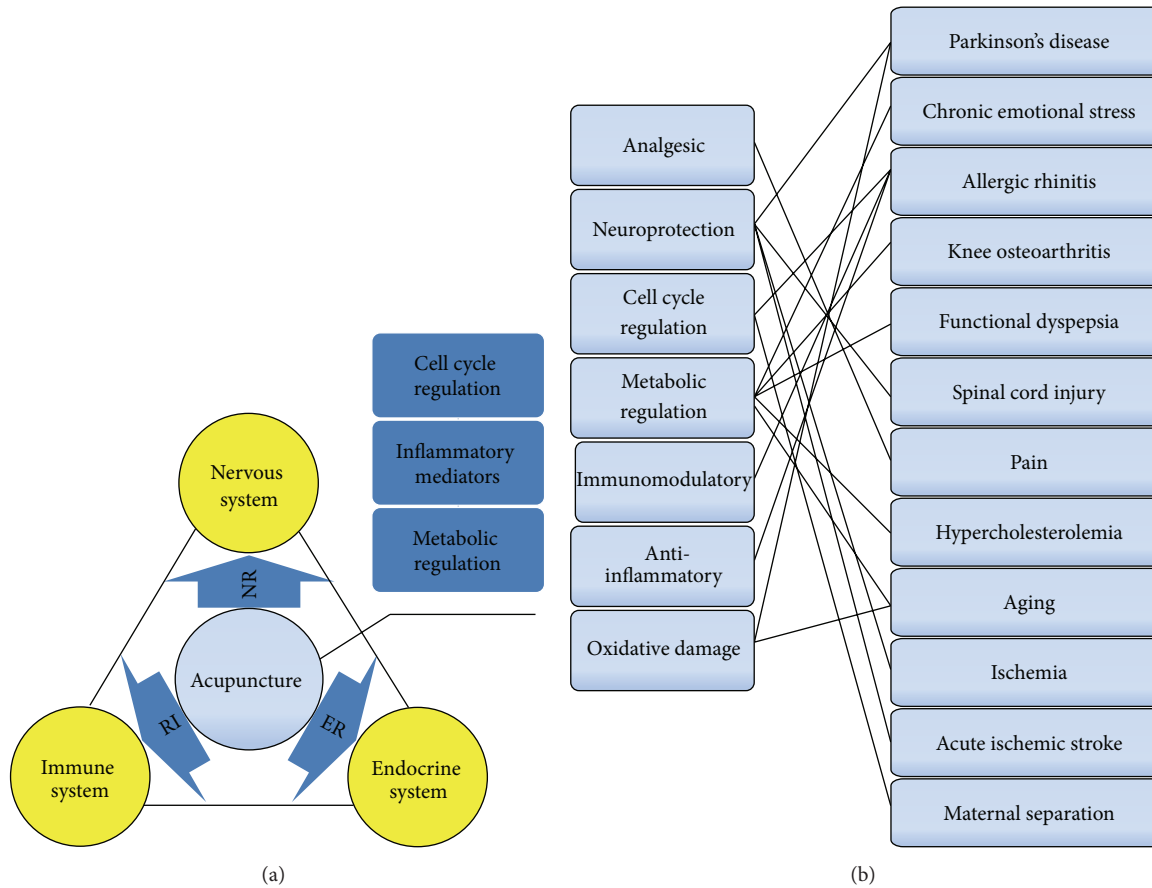 Nervous
system
NR
Acupuncture
RI
ER
Immune
system
Endocrine
system
Cell cycle
regulation
Inflammatory
mediators
Metabolic
regulation
(a)
Analgesic
Neuroprotection
Cell cycle
regulation
Metabolic
regulation
Immunomodulatory
Anti-
inflammatory
Oxidative damage
Parkinson's disease
Chronic emotional stress
Allergic rhinitis
Knee osteoarthritis
Functional dyspepsia
Spinal cord injury
Pain
Hypercholesterolemia
Aging
Ischemia
Acute ischemic stroke
Maternal separation
(b)